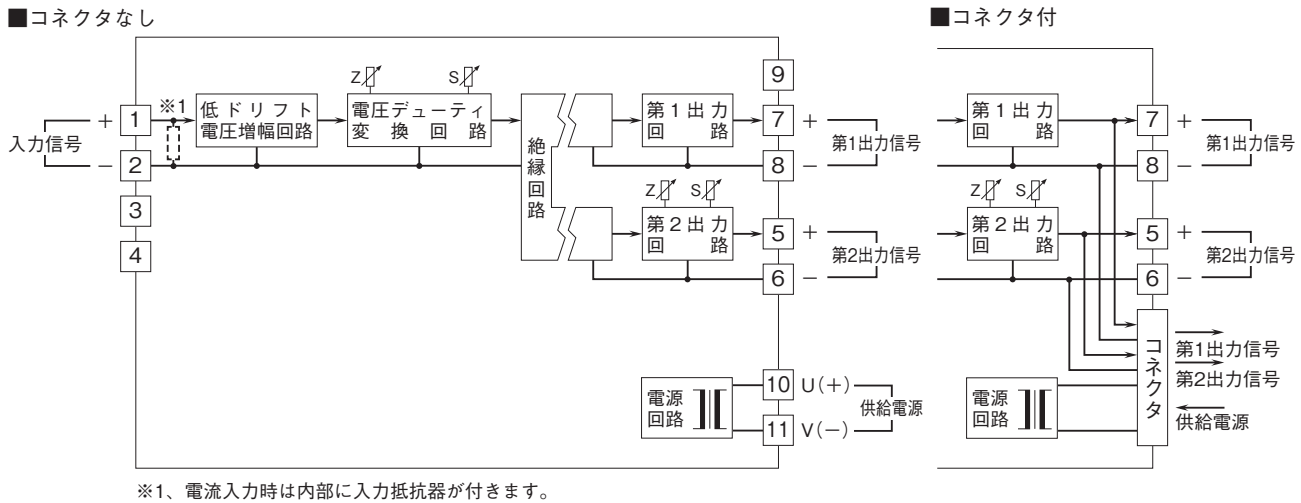 ■コネクタなし
Z S
※1
低ドリフト
電圧増幅回路
電圧デューティ
変換回路
絶縁回路
第1出力
回路
Z S
第2出力
回路
入力信号
+ 1
− 2
3
4
9
7 +
8 −
第1出力信号
5 +
6 −
第2出力信号
電源
回路
10 U(+)
11 V(−)
供給電源
※1、電流入力時は内部に入力抵抗器が付きます。
■コネクタ付
第1出力
回路
Z S
第2出力
回路
7 +
8 −
第1出力信号
5 +
6 −
第2出力信号
コネクタ
第1出力信号
第2出力信号
供給電源
電源
回路